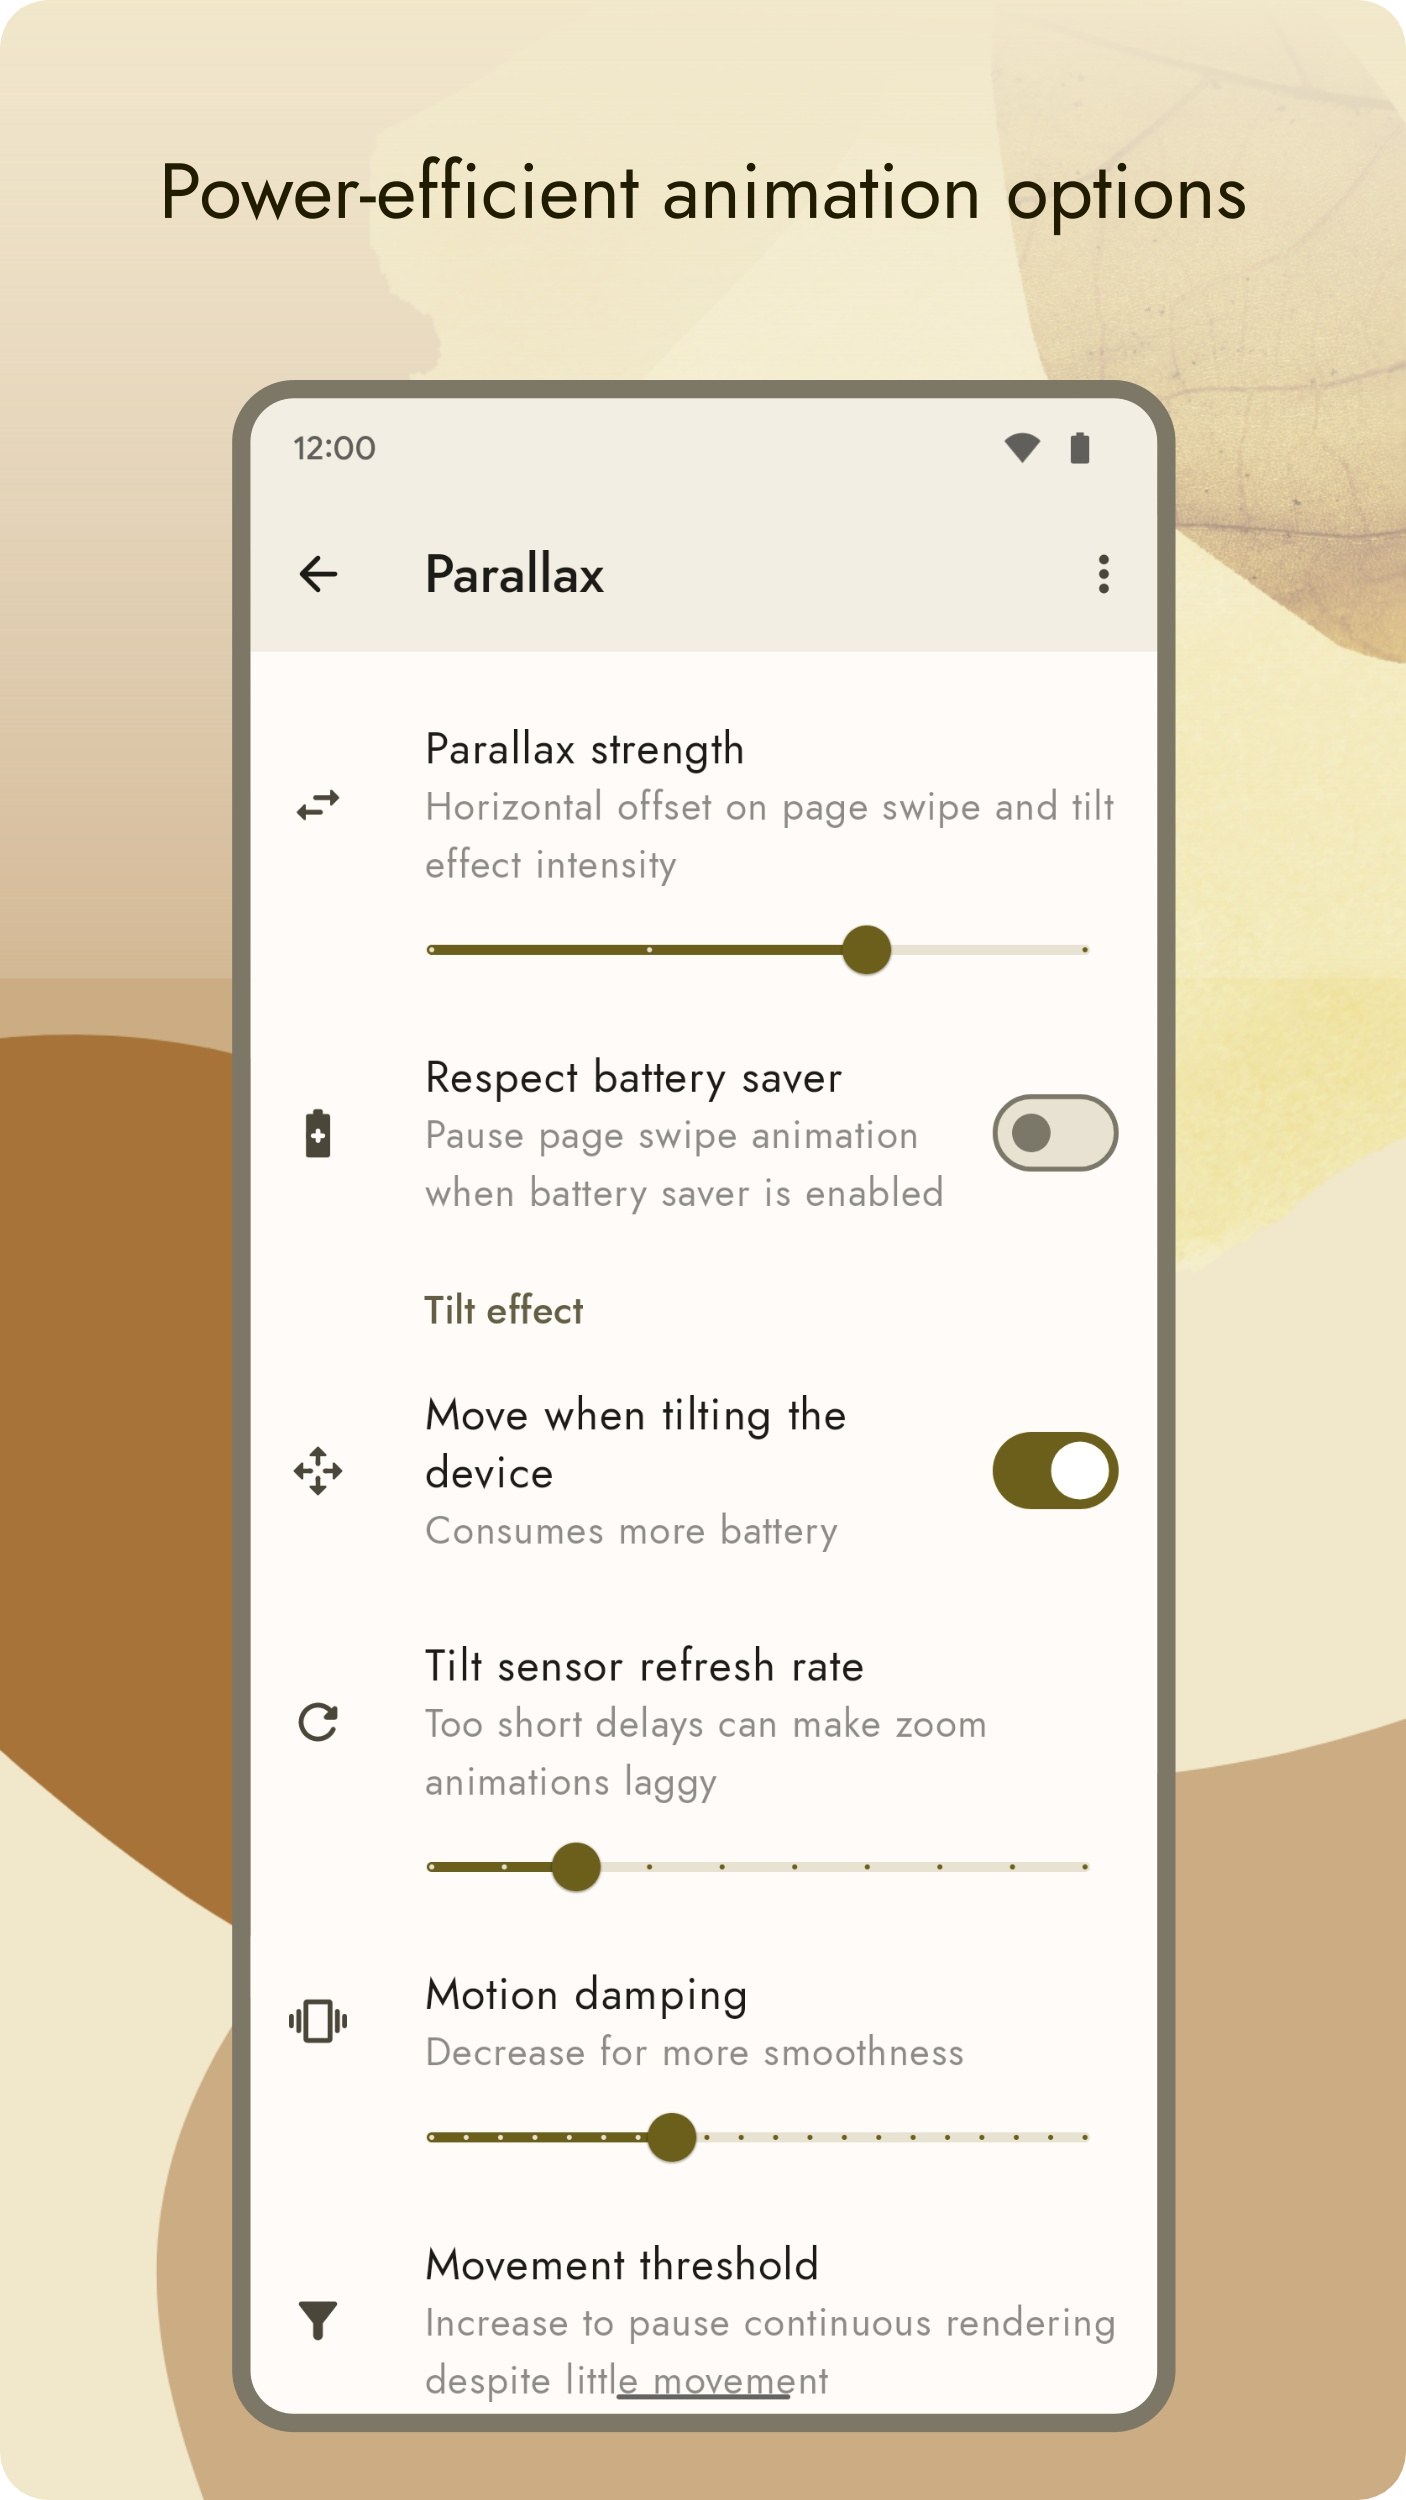 Power-efficient animation options
12:00
Parallax
Parallax strength
Horizontal offset on page swipe and tilt
effect intensity
Respect battery saver
Pause page swipe animation
when battery saver is enabled
Tilt effect
Move when tilting the
device
Consumes more battery
Tilt sensor refresh rate
Too short delays can make zoom
animations laggy
Motion damping
Decrease for more smoothness
Movement threshold
Increase to pause continuous rendering
despite little movement